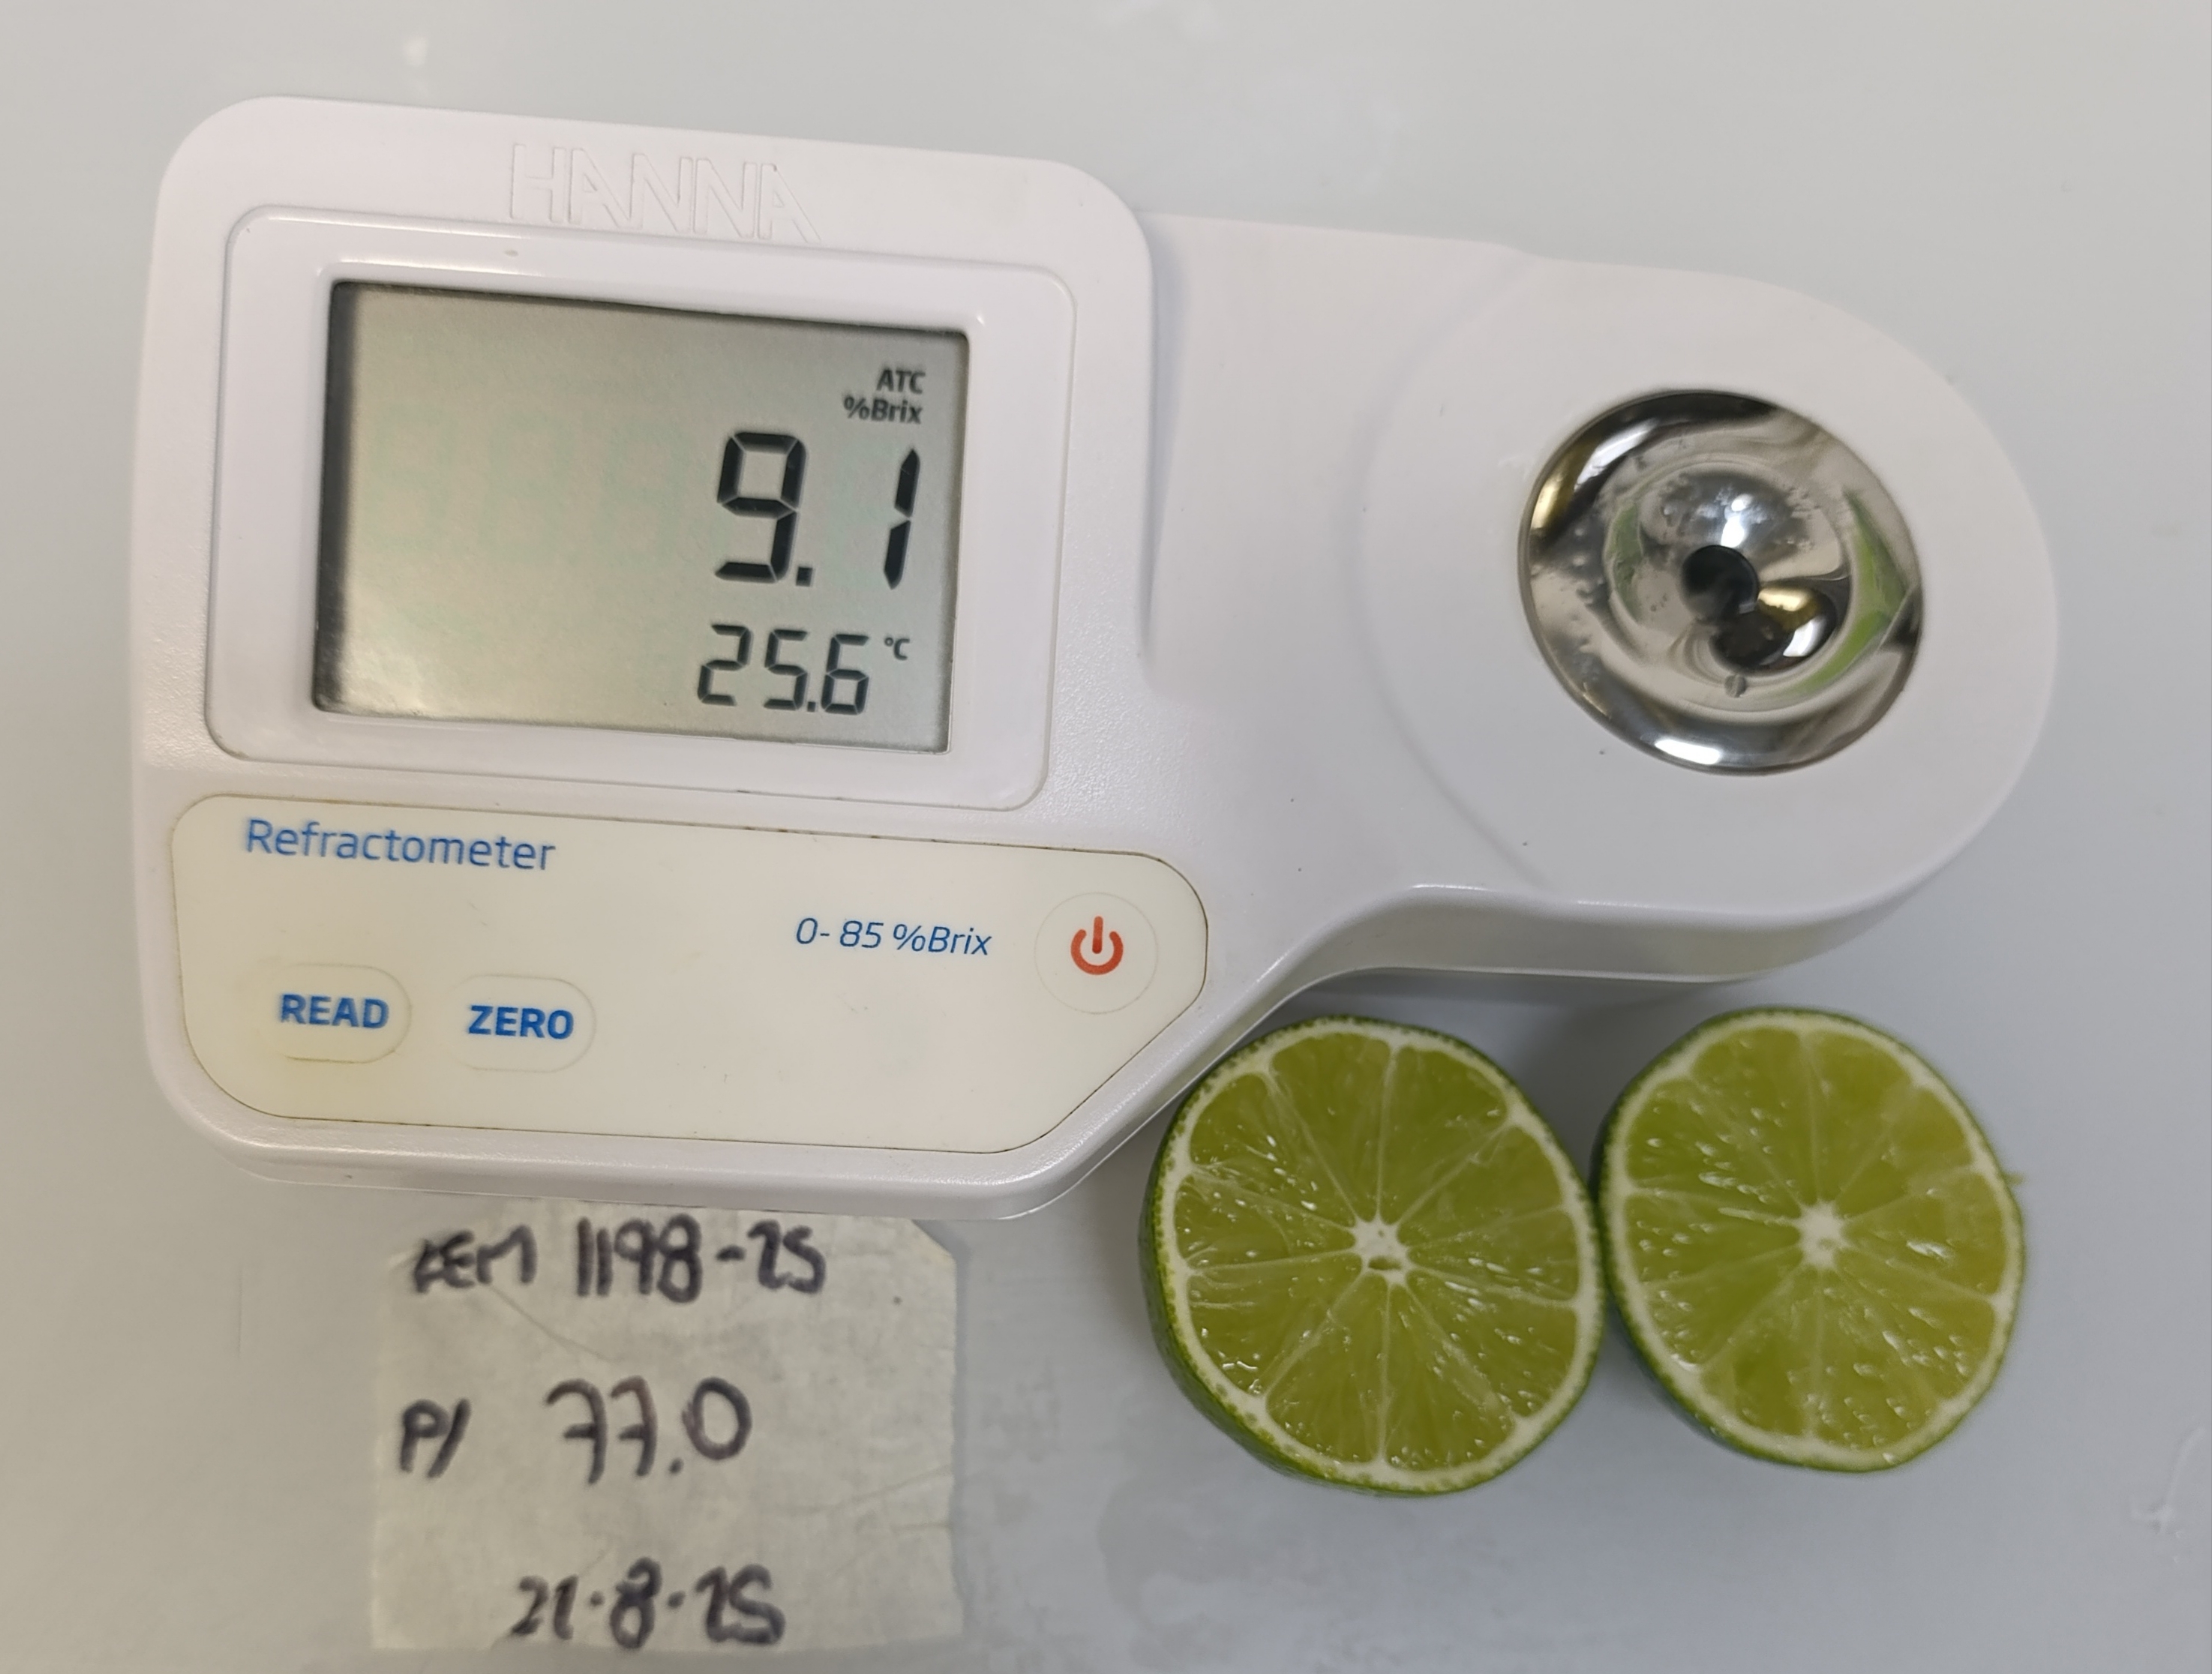 HANNA
ATC
%Brix
9.1
25.6 °C
Refractometer
0-85 %Brix
READ
ZERO
LEM 1198-25
P/ 77.0
21.8.25